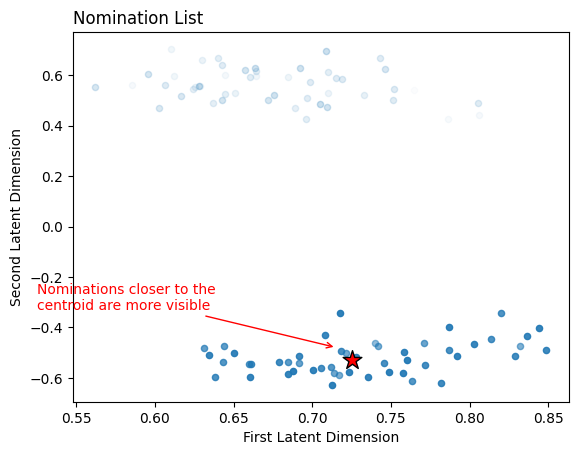 Nomination List
Second Latent Dimension
0.6
0.4
0.2
0.0
−0.2
−0.4
−0.6
Nominations closer to the
centroid are more visible
0.55 0.60 0.65 0.70 0.75 0.80 0.85
First Latent Dimension